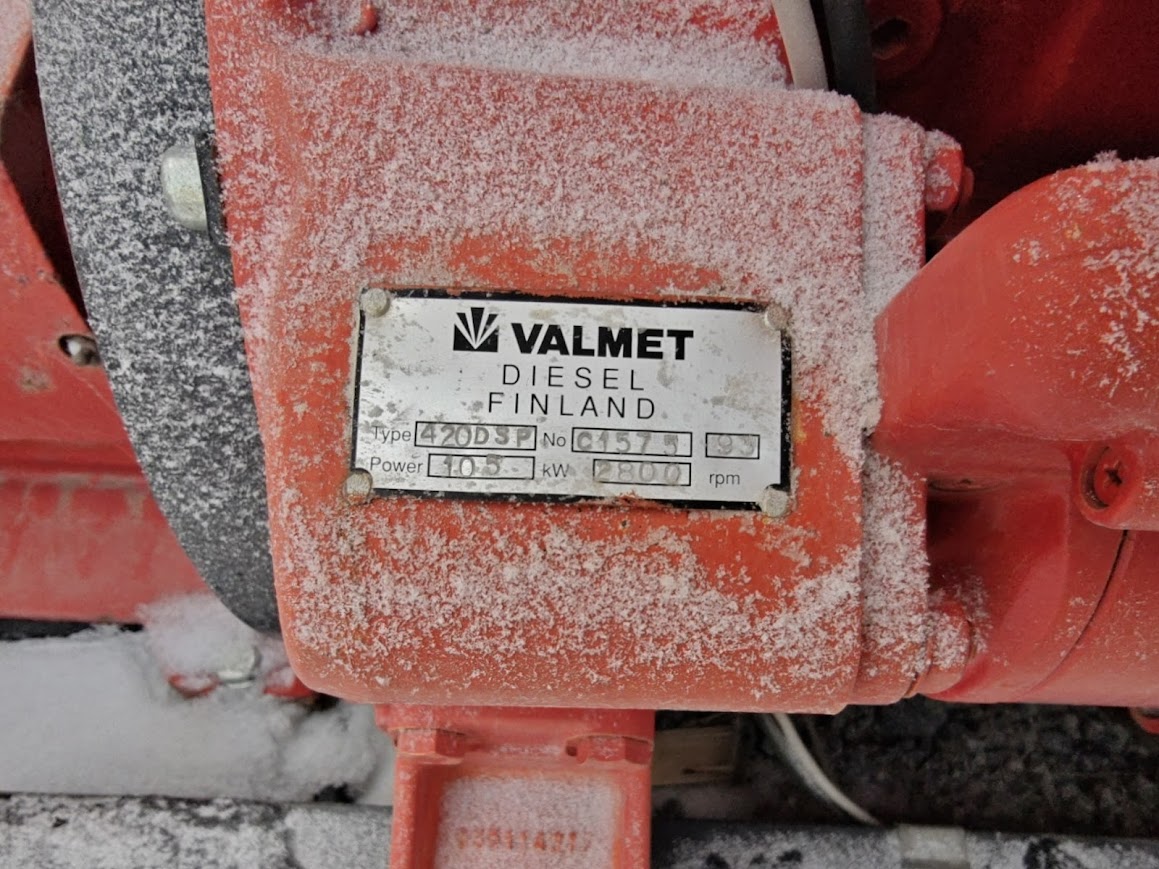 VALMET
DIESEL
FINLAND
Type 420DSP No C1575 93
Power 105 kW 2800 rpm